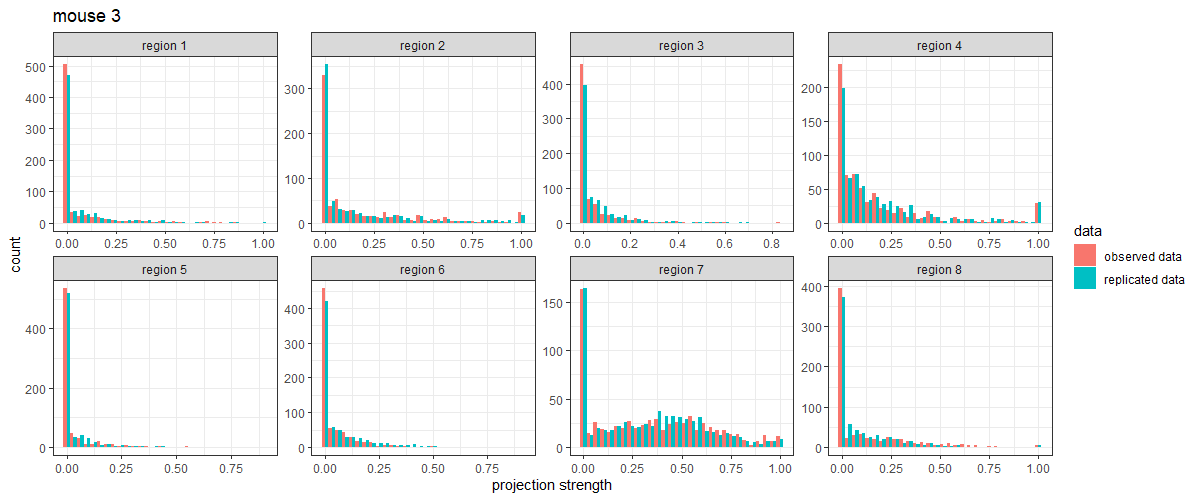 mouse 3
region 1
region 2
region 3
region 4
500
400
300
200
100
0
0.00 0.25 0.50 0.75 1.00
300
200
100
0
0.00 0.25 0.50 0.75 1.00
400
300
200
100
0
0.0 0.2 0.4 0.6 0.8
200
150
100
50
0
0.00 0.25 0.50 0.75 1.00
count
region 5
region 6
region 7
region 8
400
200
0
0.00 0.25 0.50 0.75
400
300
200
100
0
0.00 0.25 0.50 0.75
150
100
50
0
0.00 0.25 0.50 0.75 1.00
400
300
200
100
0
0.00 0.25 0.50 0.75 1.00
projection strength
data
observed data
replicated data